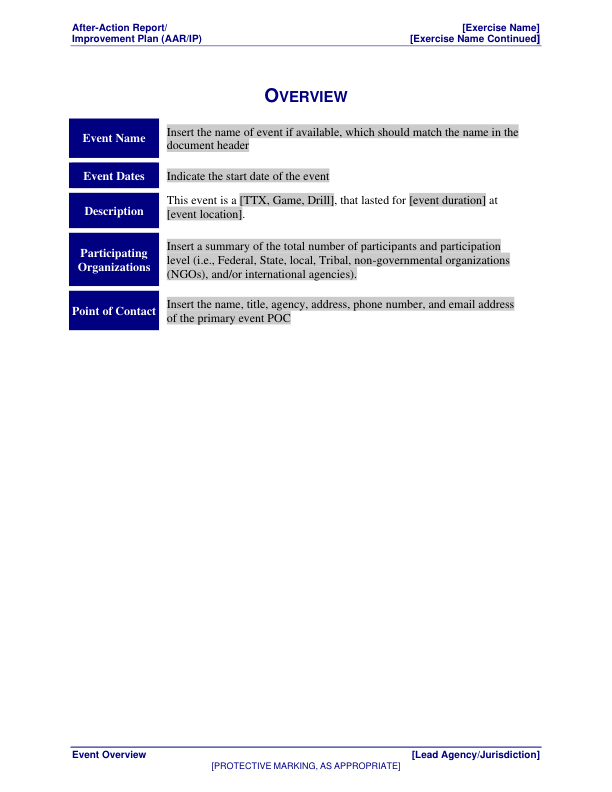 After-Action Report/ [Exercise Name]
Improvement Plan (AAR/IP) [Exercise Name Continued]
OVERVIEW
Event Name
Insert the name of event if available, which should match the name in the
document header
Event Dates
Indicate the start date of the event
Description
This event is a [TTX, Game, Drill], that lasted for [event duration] at
[event location].
Participating
Organizations
Insert a summary of the total number of participants and participation
level (i.e., Federal, State, local, Tribal, non-governmental organizations
(NGOs), and/or international agencies).
Point of Contact
Insert the name, title, agency, address, phone number, and email address
of the primary event POC
Event Overview [Lead Agency/Jurisdiction]
[PROTECTIVE MARKING, AS APPROPRIATE]